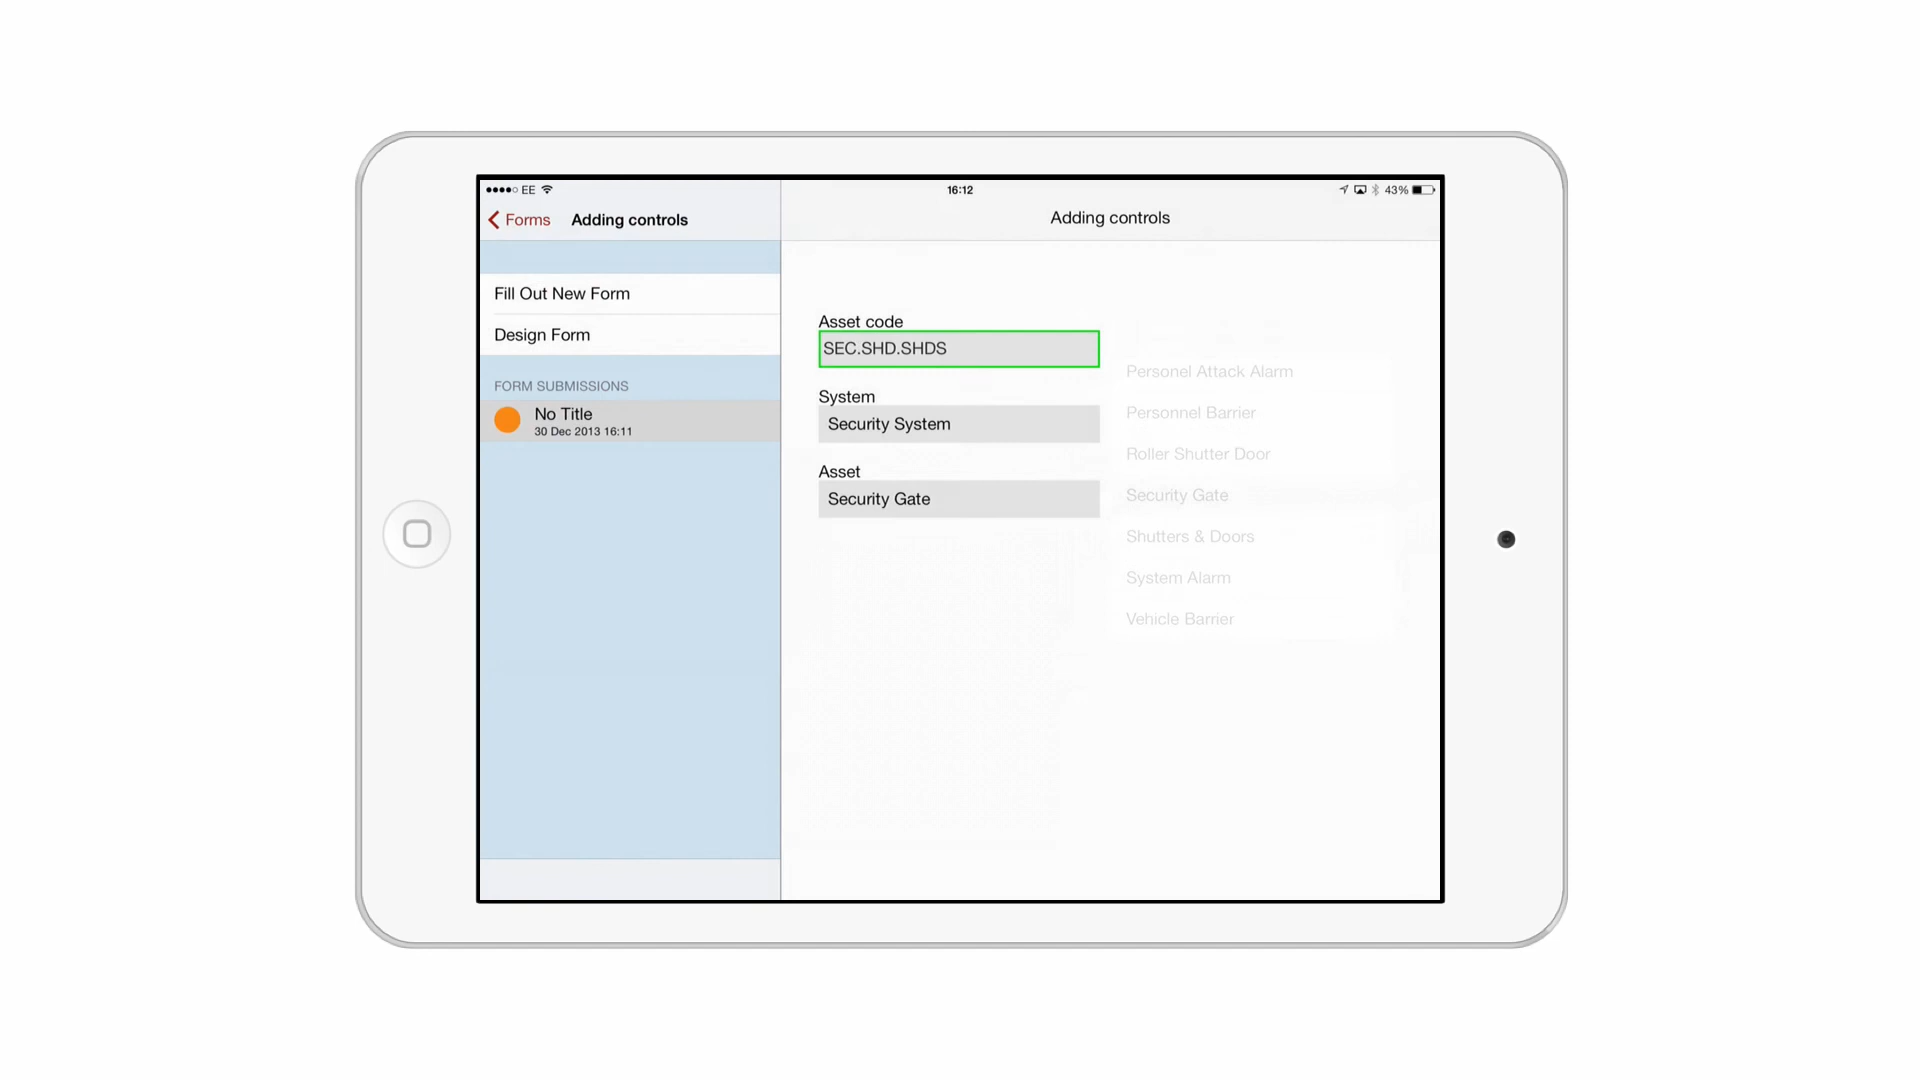 EE
16:12
43%
Forms
Adding controls
Adding controls
Fill Out New Form
Design Form
FORM SUBMISSIONS
No Title
30 Dec 2013 16:11
Asset code
SEC.SHD.SHDS
System
Security System
Asset
Security Gate
Personel Attack Alarm
Personnel Barrier
Roller Shutter Door
Security Gate
Shutters & Doors
System Alarm
Vehicle Barrier